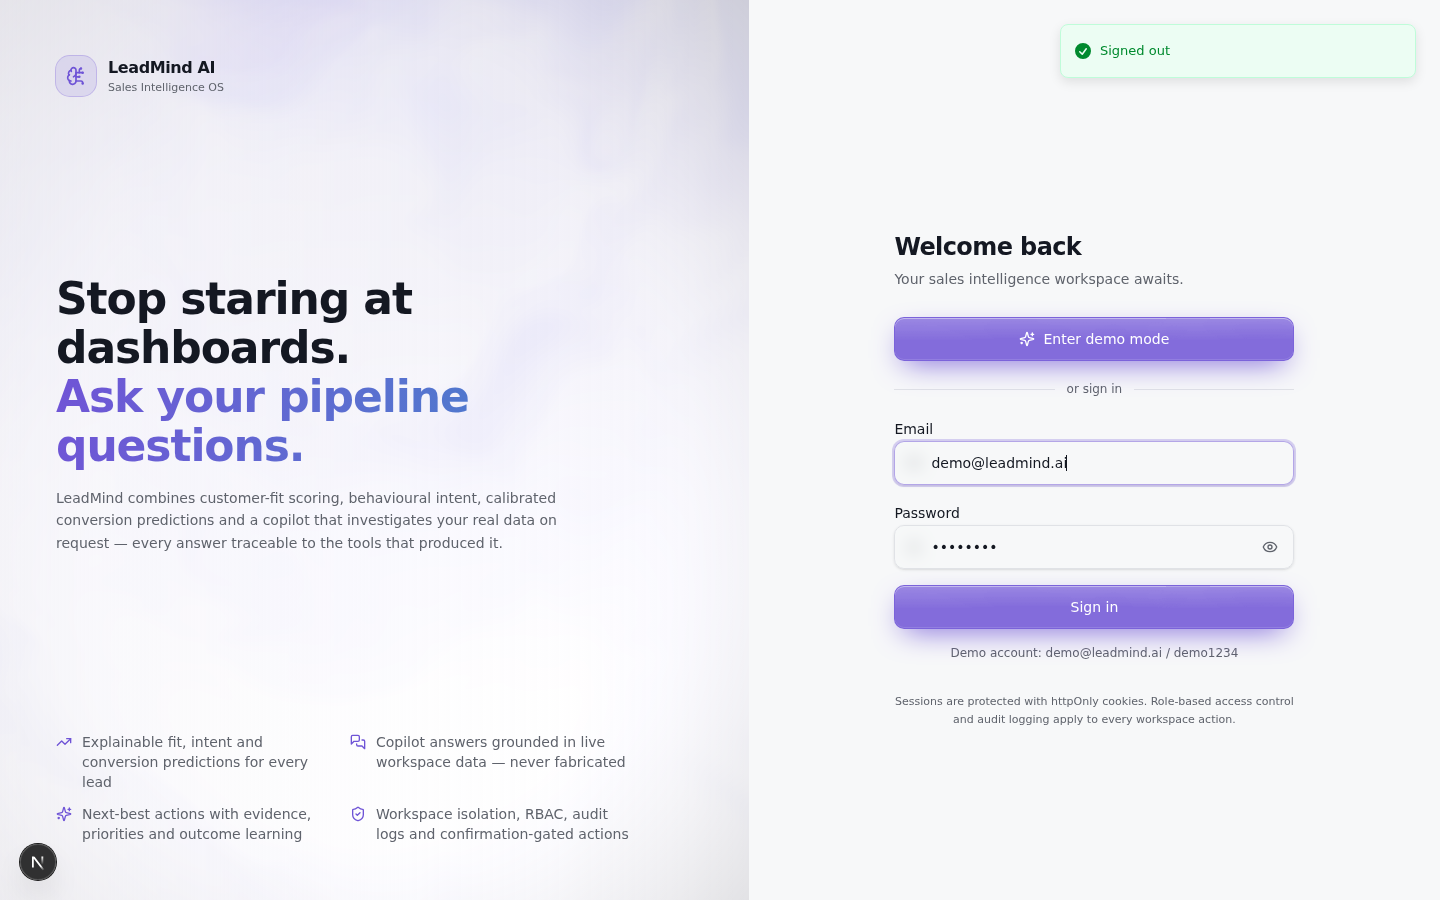 LeadMind AI
Sales Intelligence OS
Stop staring at
dashboards.
Ask your pipeline
questions.
LeadMind combines customer-fit scoring, behavioural intent, calibrated
conversion predictions and a copilot that investigates your real data on
request — every answer traceable to the tools that produced it.
Explainable fit, intent and
conversion predictions for every
lead
Copilot answers grounded in live
workspace data — never fabricated
Next-best actions with evidence,
priorities and outcome learning
Workspace isolation, RBAC, audit
logs and confirmation-gated actions
N
Signed out
Welcome back
Your sales intelligence workspace awaits.
Enter demo mode
or sign in
Email
demo@leadmind.ai
Password
••••••••
Sign in
Demo account: demo@leadmind.ai / demo1234
Sessions are protected with httpOnly cookies. Role-based access control
and audit logging apply to every workspace action.